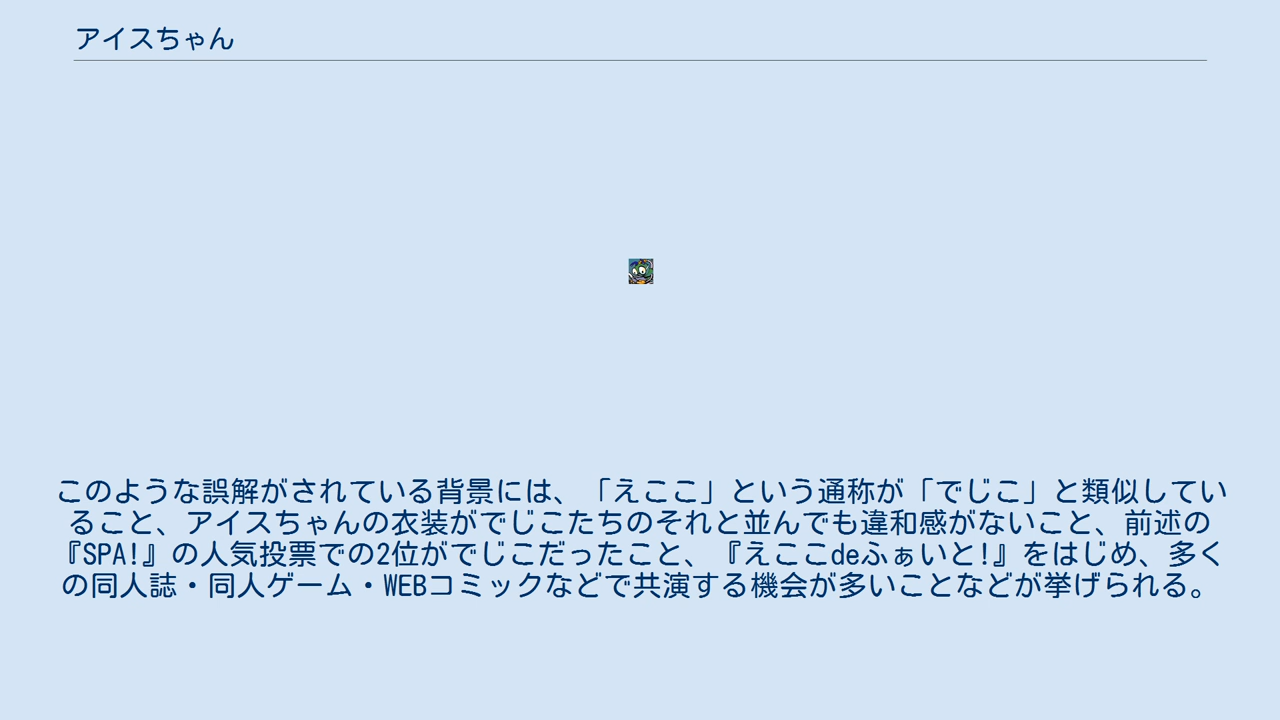 アイスちゃん
このような誤解がされている背景には、「えここ」という通称が「でじこ」と類似してい
ること、アイスちゃんの衣装がでじこたちのそれと並んでも違和感がないこと、前述の
『SPA!』の人気投票での2位がでじこだったこと、『えここdeふぁいと!』をはじめ、多く
の同人誌・同人ゲーム・WEBコミックなどで共演する機会が多いことなどが挙げられる。